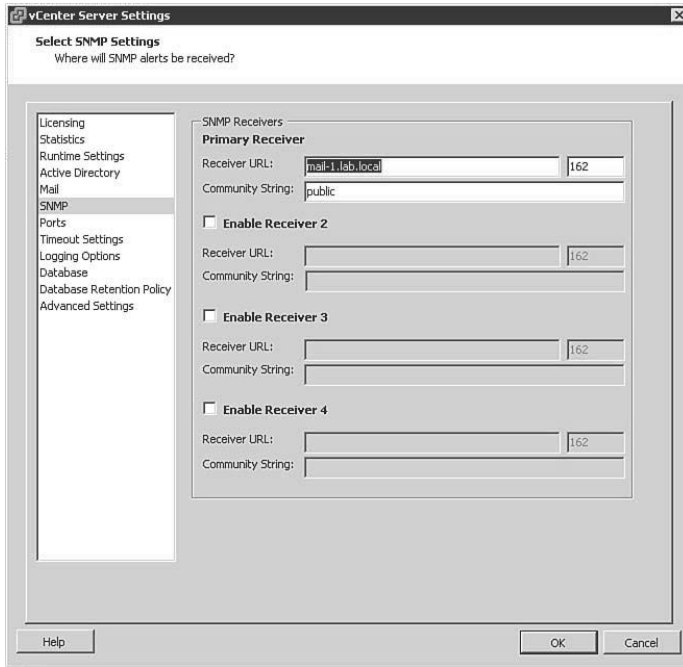 vCenter Server Settings
Select SNMP Settings
Where will SNMP alerts be received?
Licensing
Statistics
Runtime Settings
Active Directory
Mail
SNMP
Ports
Timeout Settings
Logging Options
Database
Database Retention Policy
Advanced Settings
SNMP Receivers
Primary Receiver
Receiver URL: mail-1.lab.local 162
Community String: public
Enable Receiver 2
Receiver URL: 162
Community String:
Enable Receiver 3
Receiver URL: 162
Community String:
Enable Receiver 4
Receiver URL: 162
Community String:
Help OK Cancel